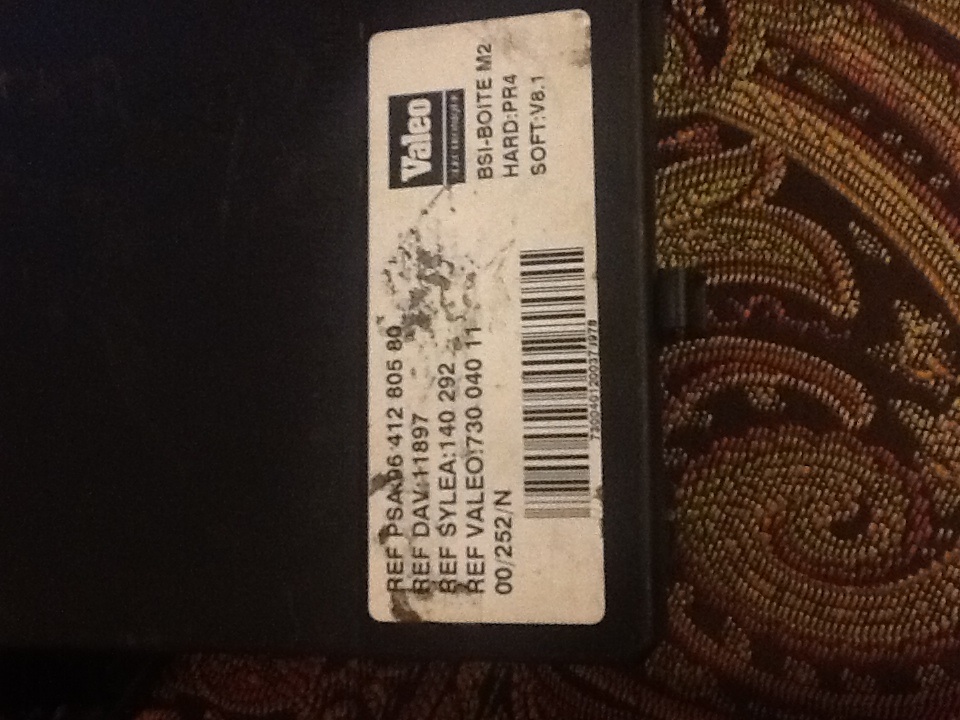 REF PSA:96 412 805 80
REF DAV:11897
REF SYLEA:140 292
REF VALEO:730 040 11
00/252/N
Valeo
ELECTRONIQUE
BSI-BOITE M2
HARD:PR4
SOFT:V8.1